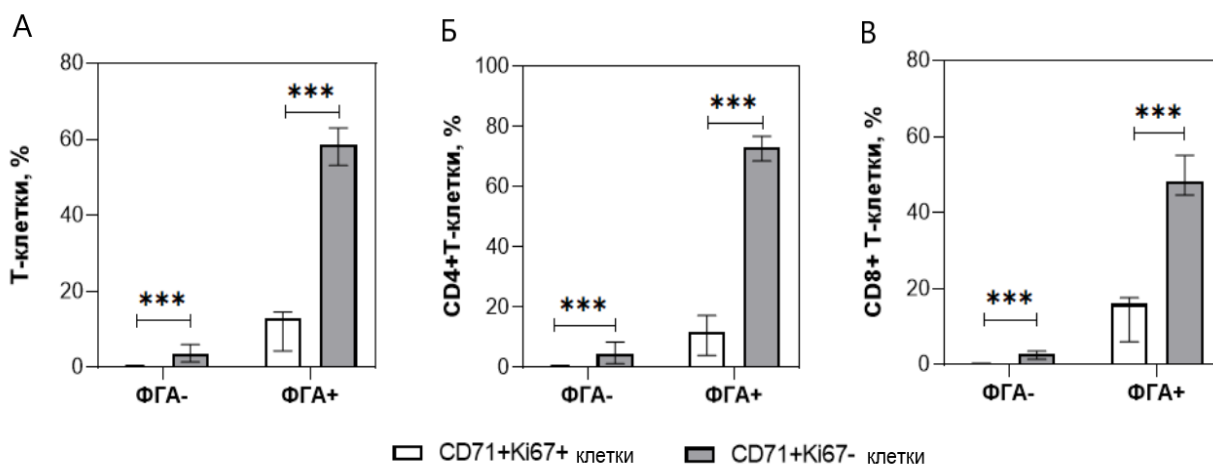 А
Т-клетки, %
80
60
40
20
0
***
***
ФГА-
ФГА+
Б
CD4+Т-клетки, %
100
80
60
40
20
0
***
***
ФГА-
ФГА+
В
CD8+ Т-клетки, %
80
60
40
20
0
***
***
ФГА-
ФГА+
CD71+Ki67+ клетки
CD71+Ki67- клетки